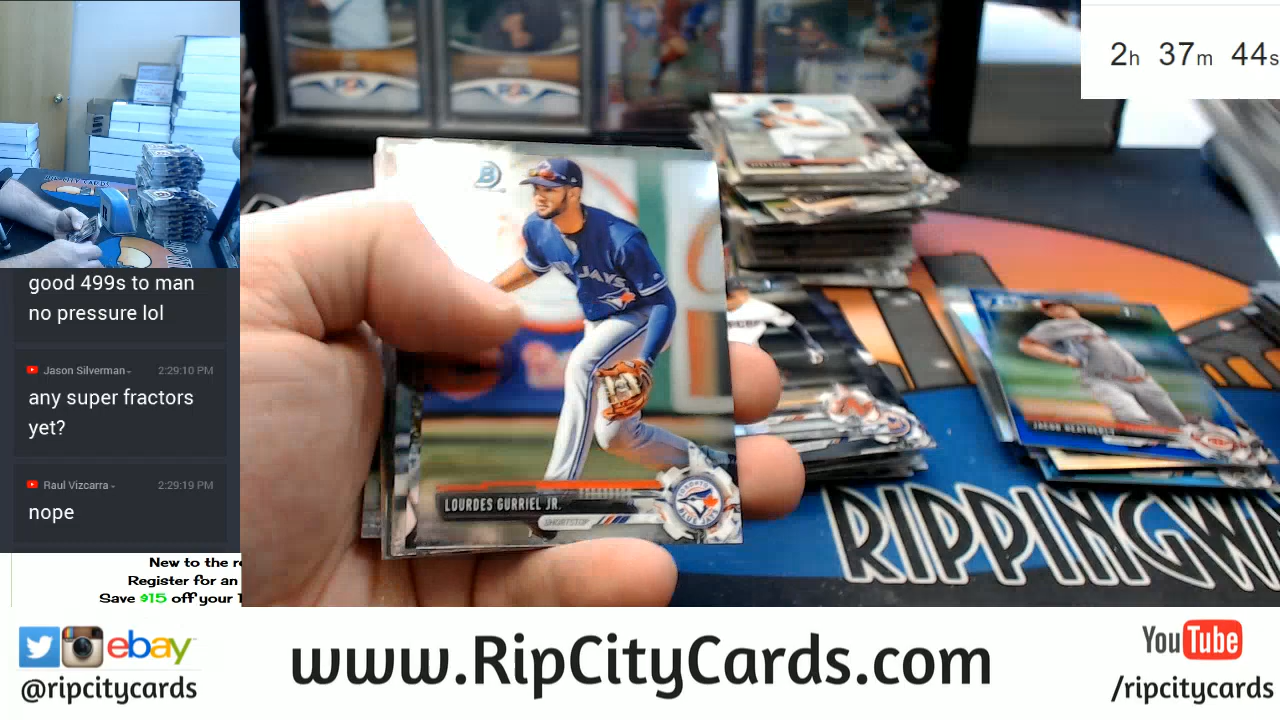 2h 37m 44s
good 499s to man
no pressure lol
Jason Silverman
2:29:10 PM
any super fractors
yet?
Raul Vizcarra
2:29:19 PM
nope
New to the r
Register for an
Save $15 off your
B
JAYS
LOURDES GURRIEL JR.
SHORTSTOP
RIPPINGW
ebay
@ripcitycards
www.RipCityCards.com
YouTube
/ripcitycards